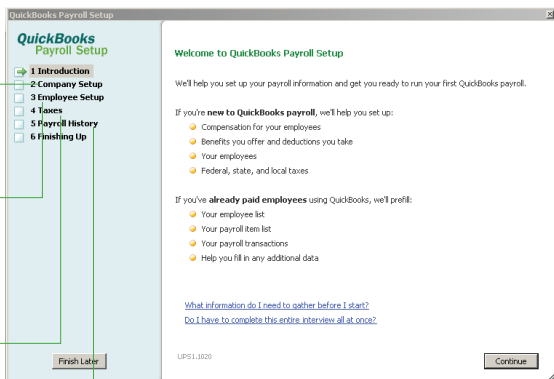 QuickBooks Payroll Setup
QuickBooks
Payroll Setup
1 Introduction
2 Company Setup
3 Employee Setup
4 Taxes
5 Payroll History
6 Finishing Up
Finish Later
Welcome to QuickBooks Payroll Setup
We'll help you set up your payroll information and get you ready to run your first QuickBooks payroll.
If you're new to QuickBooks payroll, we'll help you set up:
Compensation for your employees
Benefits you offer and deductions you take
Your employees
Federal, state, and local taxes
If you've already paid employees using QuickBooks, we'll prefill:
Your employee list
Your payroll item list
Your payroll transactions
Help you fill in any additional data
What information do I need to gather before I start?
Do I have to complete this entire interview all at once?
UPS1.1020
Continue